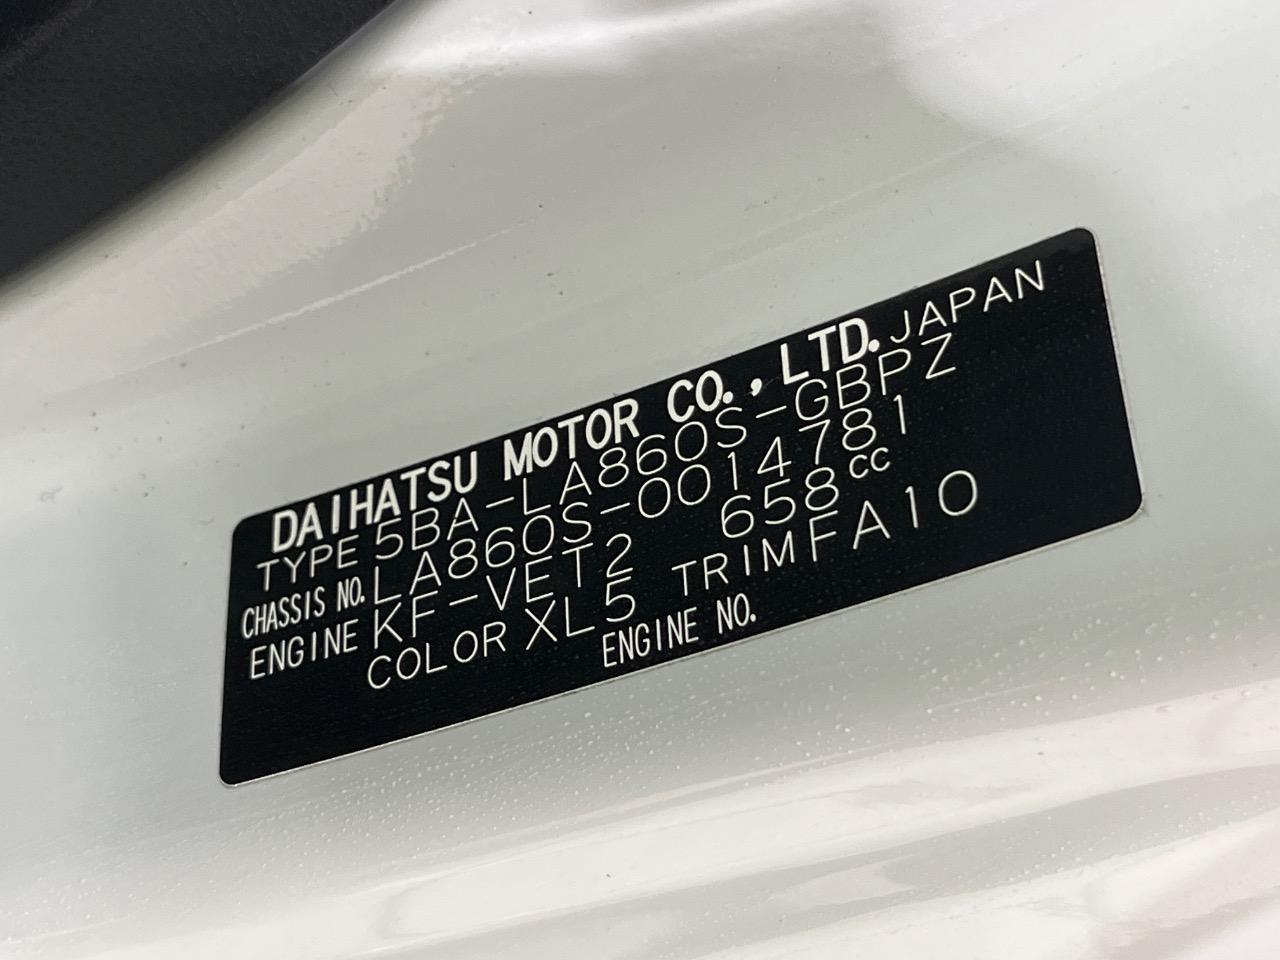 DAIHATSU MOTOR CO., LTD. JAPAN
TYPE 5BA-LA860S-GBPZ
CHASSIS NO. LA860S-0014781
ENGINE KF-VET2 658cc
COLOR XL5 TRIM FA10
ENGINE NO.